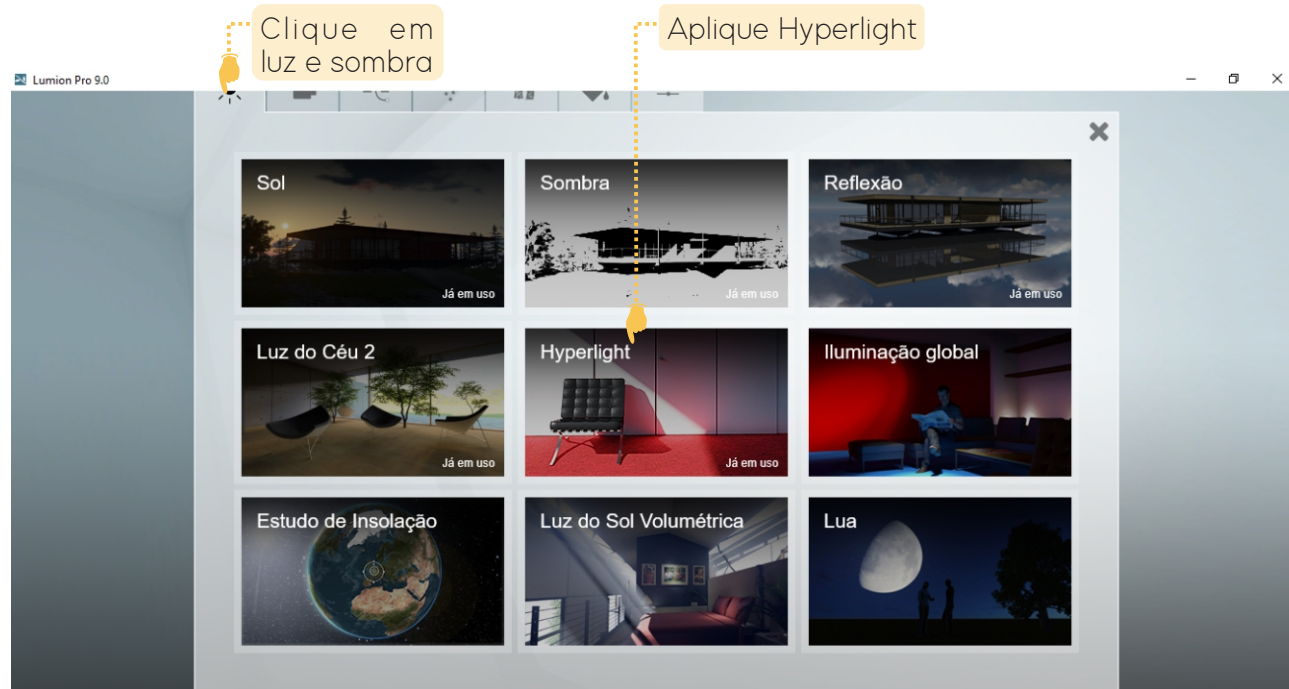 Clique em
luz e sombra
Aplique Hyperlight
Lumion Pro 9.0
Sol
Já em uso
Sombra
Já em uso
Reflexão
Já em uso
Luz do Céu 2
Já em uso
Hyperlight
Já em uso
Iluminação global
Estudo de Insolação
Luz do Sol Volumétrica
Lua